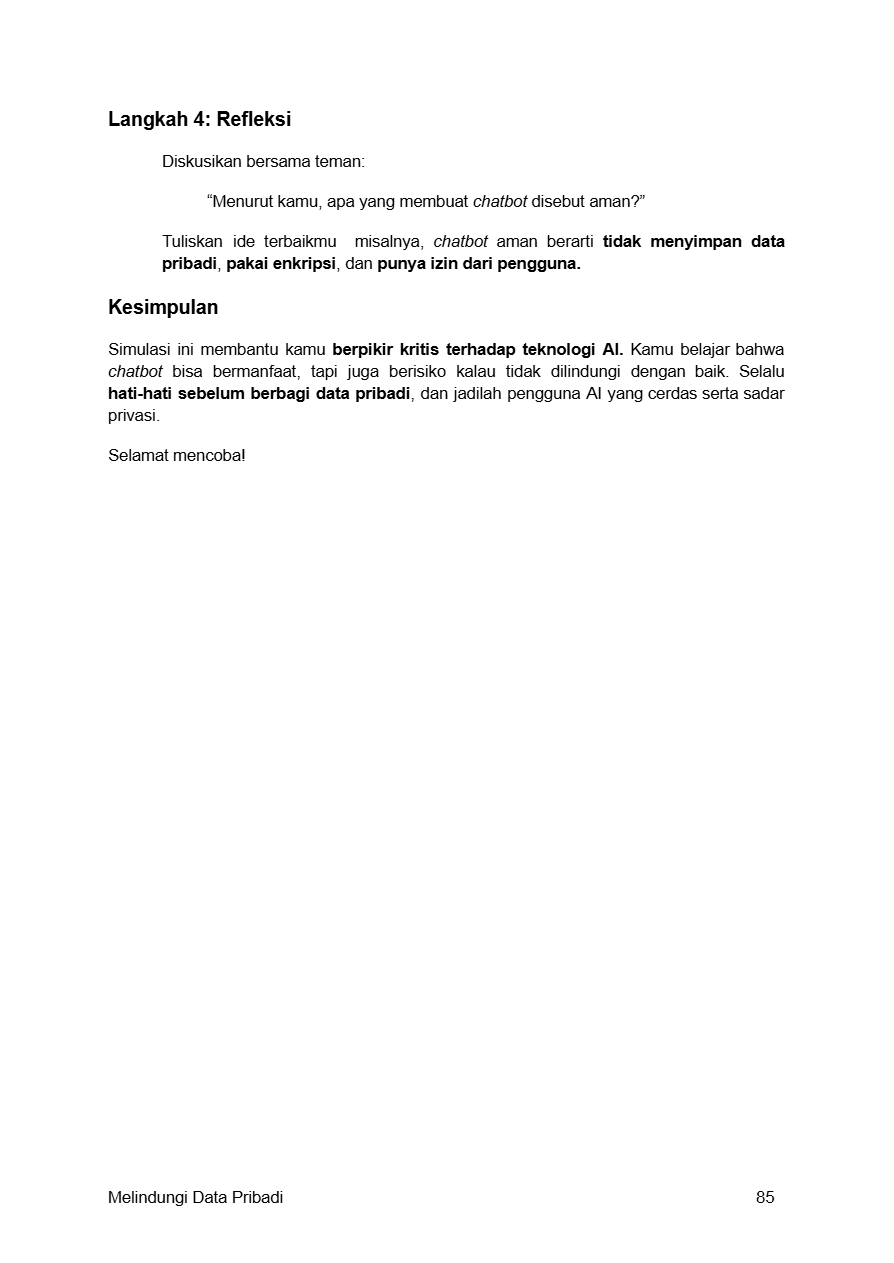 Langkah 4: Refleksi
Diskusikan bersama teman:
“Menurut kamu, apa yang membuat chatbot disebut aman?”
Tuliskan ide terbaikmu  misalnya, chatbot aman berarti tidak menyimpan data
pribadi, pakai enkripsi, dan punya izin dari pengguna.
Kesimpulan
Simulasi ini membantu kamu berpikir kritis terhadap teknologi AI. Kamu belajar bahwa
chatbot bisa bermanfaat, tapi juga berisiko kalau tidak dilindungi dengan baik. Selalu
hati-hati sebelum berbagi data pribadi, dan jadilah pengguna AI yang cerdas serta sadar
privasi.
Selamat mencoba!
Melindungi Data Pribadi 85